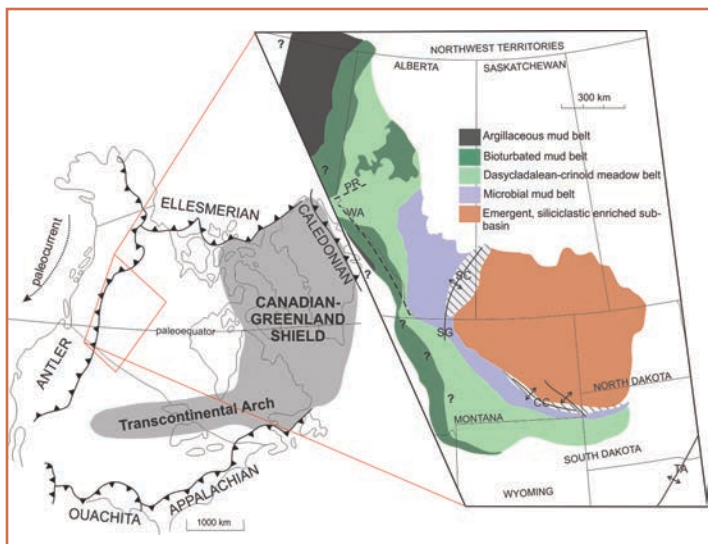 ?
NORTHWEST TERRITORIES
ALBERTA
SASKATCHEWAN
300 km
Argillaceous mud belt
Bioturbated mud belt
Dasycladalean-crinoid meadow belt
Microbial mud belt
Emergent, siliciclastic enriched sub-
basin
?
PR
WA
?
SC
SG
?
?
?
CC
NORTH DAKOTA
MONTANA
SOUTH DAKOTA
WYOMING
TA
ELLESMERIAN
CALEDONIAN
paleocurrent
CANADIAN-
GREENLAND
SHIELD
paleoequator
ANTLER
Transcontinental Arch
APPALACHIAN
OUACHITA
1000 km